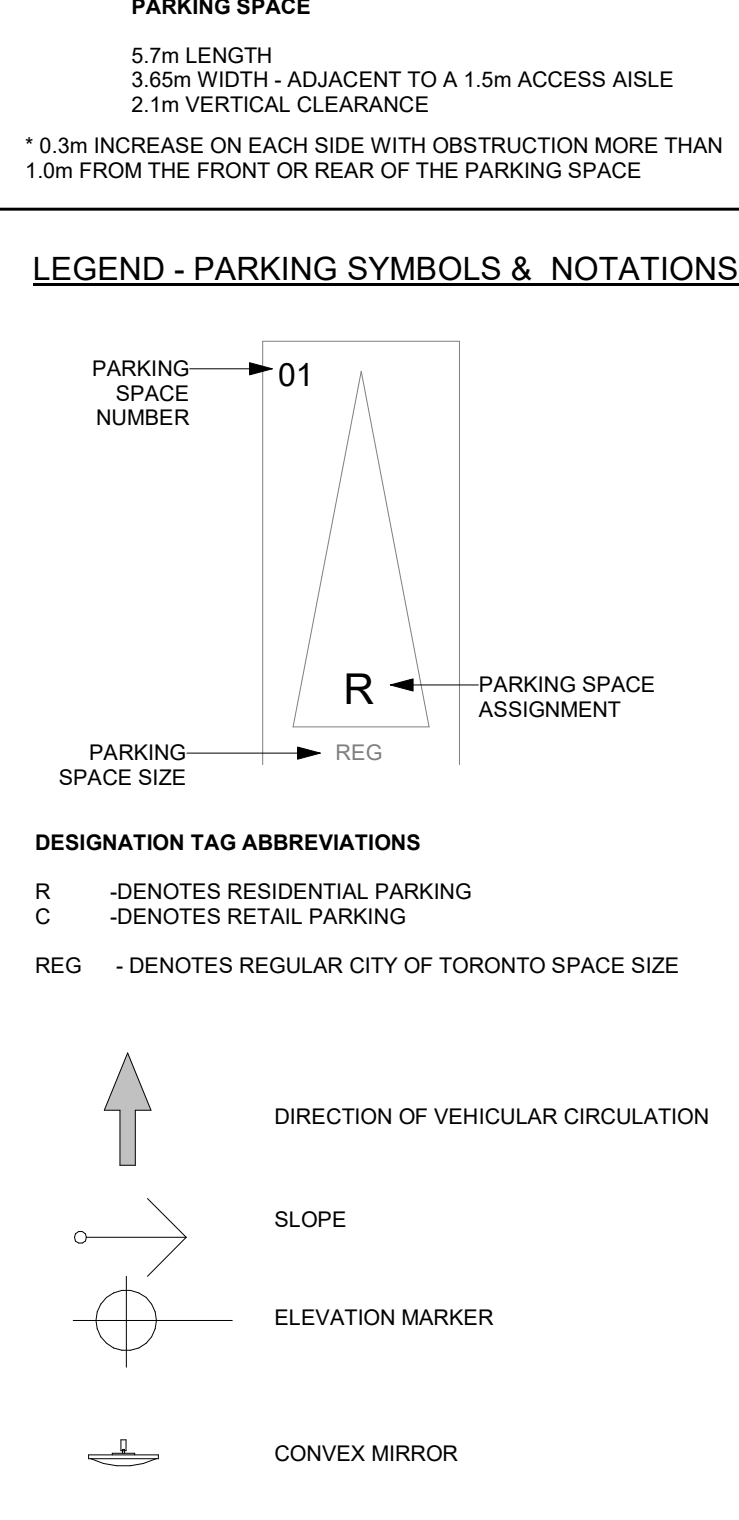 PARKING SPACE
5.7m LENGTH
3.65m WIDTH - ADJACENT TO A 1.5m ACCESS AISLE
2.1m VERTICAL CLEARANCE
* 0.3m INCREASE ON EACH SIDE WITH OBSTRUCTION MORE THAN
1.0m FROM THE FRONT OR REAR OF THE PARKING SPACE
LEGEND - PARKING SYMBOLS & NOTATIONS
PARKING
SPACE
NUMBER
01
R
PARKING SPACE
ASSIGNMENT
PARKING
SPACE SIZE
REG
DESIGNATION TAG ABBREVIATIONS
R -DENOTES RESIDENTIAL PARKING
C -DENOTES RETAIL PARKING
REG - DENOTES REGULAR CITY OF TORONTO SPACE SIZE
DIRECTION OF VEHICULAR CIRCULATION
SLOPE
ELEVATION MARKER
CONVEX MIRROR